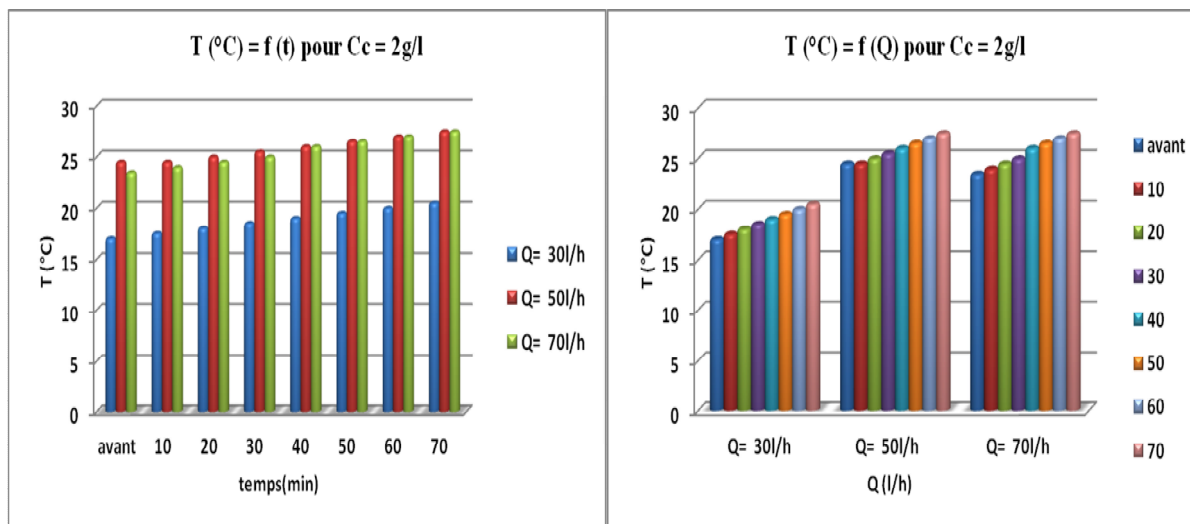 T (°C) = f (t) pour Cc = 2g/l
30
25
20
15
10
5
0
T (°C)
avant 10 20 30 40 50 60 70
temps(min)
Q= 30l/h
Q= 50l/h
Q= 70l/h
T (°C) = f (Q) pour Cc = 2g/l
30
25
20
15
10
5
0
T (°C)
Q= 30l/h Q= 50l/h Q= 70l/h
Q (l/h)
avant
10
20
30
40
50
60
70